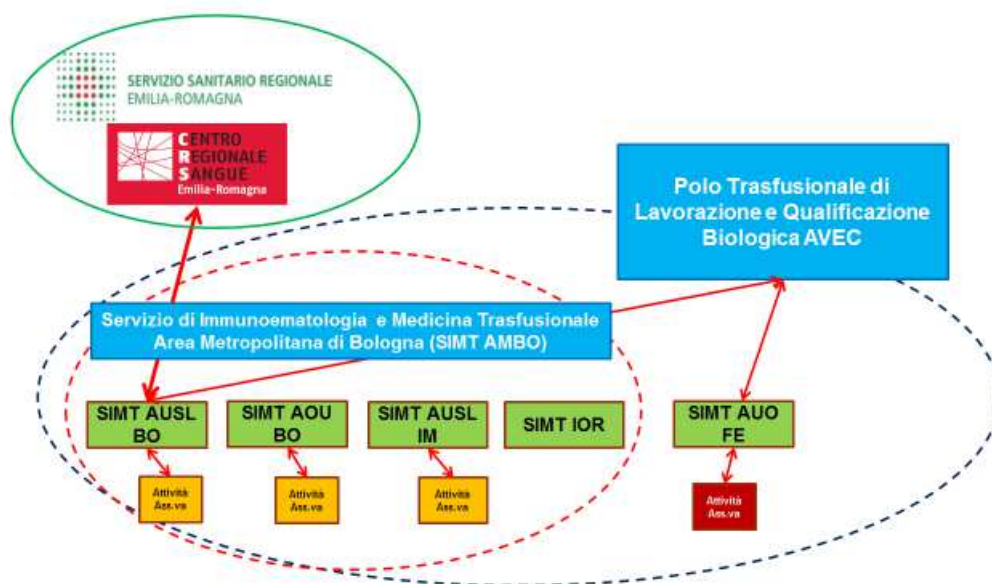 SERVIZIO SANITARIO REGIONALE
EMILIA-ROMAGNA
CENTRO
REGIONALE
SANGUE
Emilia-Romagna
Polo Trasfusionale di
Lavorazione e Qualificazione
Biologica AVEC
Servizio di Immunoematologia e Medicina Trasfusionale
Area Metropolitana di Bologna (SIMT AMBO)
SIMT AUSL
BO
SIMT AOU
BO
SIMT AUSL
IM
SIMT IOR
SIMT AUO
FE
Attività
Ass.va
Attività
Ass.va
Attività
Ass.va
Attività
Ass.va